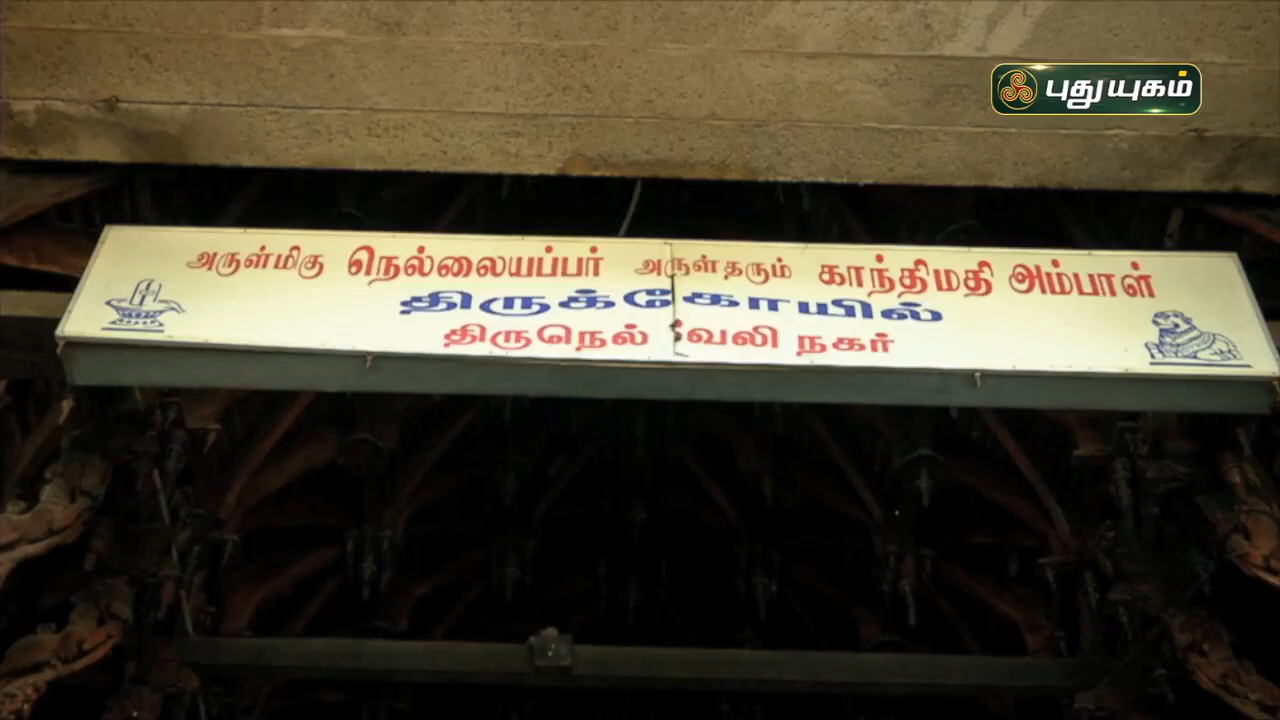 புதுயுகம்
அருள்மிகு நெல்லையப்பர் அருள்தரும் காந்திமதி அம்பாள்
திருக்கோயில்
திருநெல்வேலி நகர்